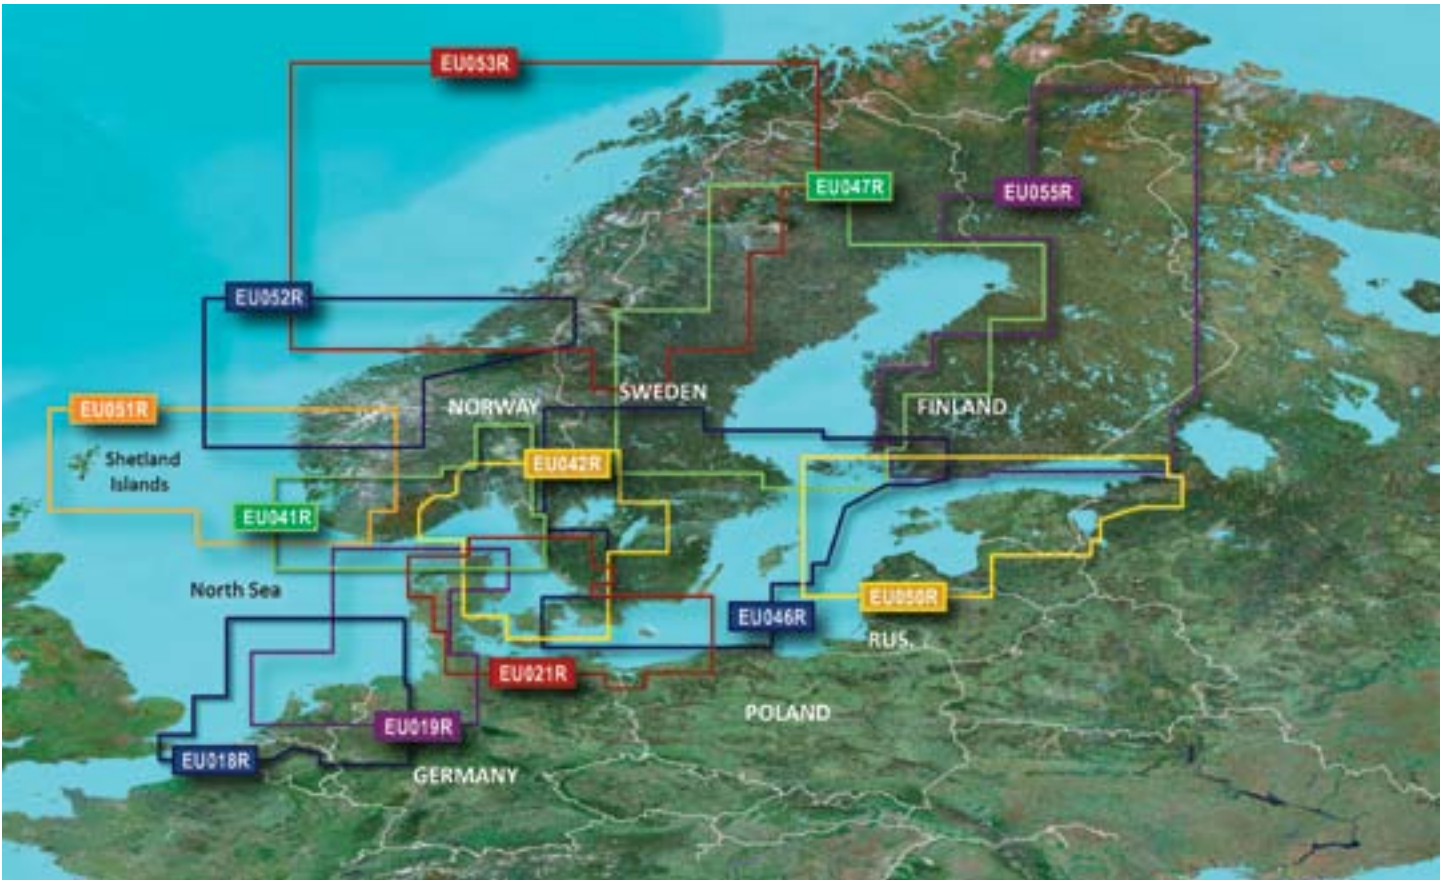 EU053R
EU047R
EU055R
EU052R
SWEDEN
NORWAY
FINLAND
EU051R
Shetland
Islands
EU042R
EU041R
North Sea
EU050R
EU046R
RUS.
EU021R
POLAND
EU019R
EU018R
GERMANY